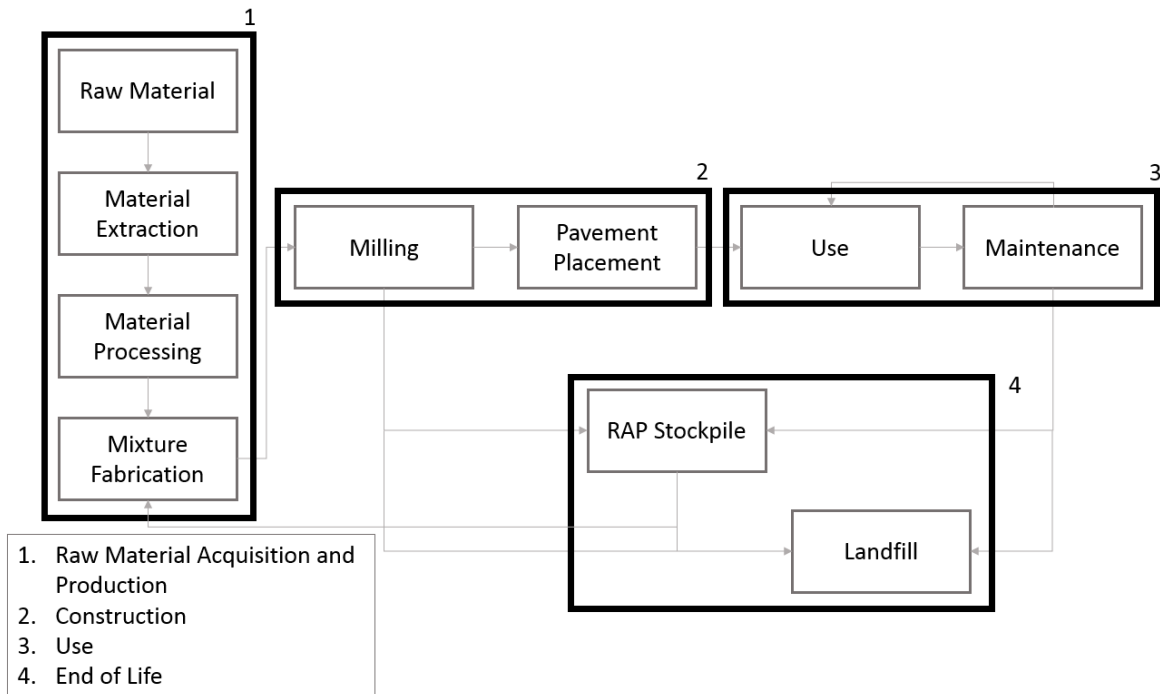 1
Raw Material
Material
Extraction
Material
Processing
Mixture
Fabrication
2
Milling
Pavement
Placement
3
Use
Maintenance
4
RAP Stockpile
Landfill
1. Raw Material Acquisition and
Production
2. Construction
3. Use
4. End of Life